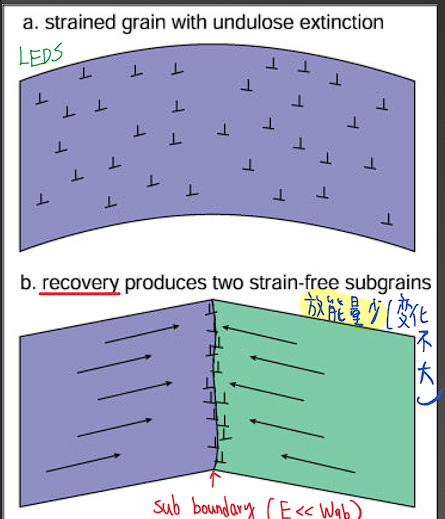 a. strained grain with undulose extinction
LEDS
b. recovery produces two strain-free subgrains
放能量少(变化
不
大)
sub boundary (E << Wab)